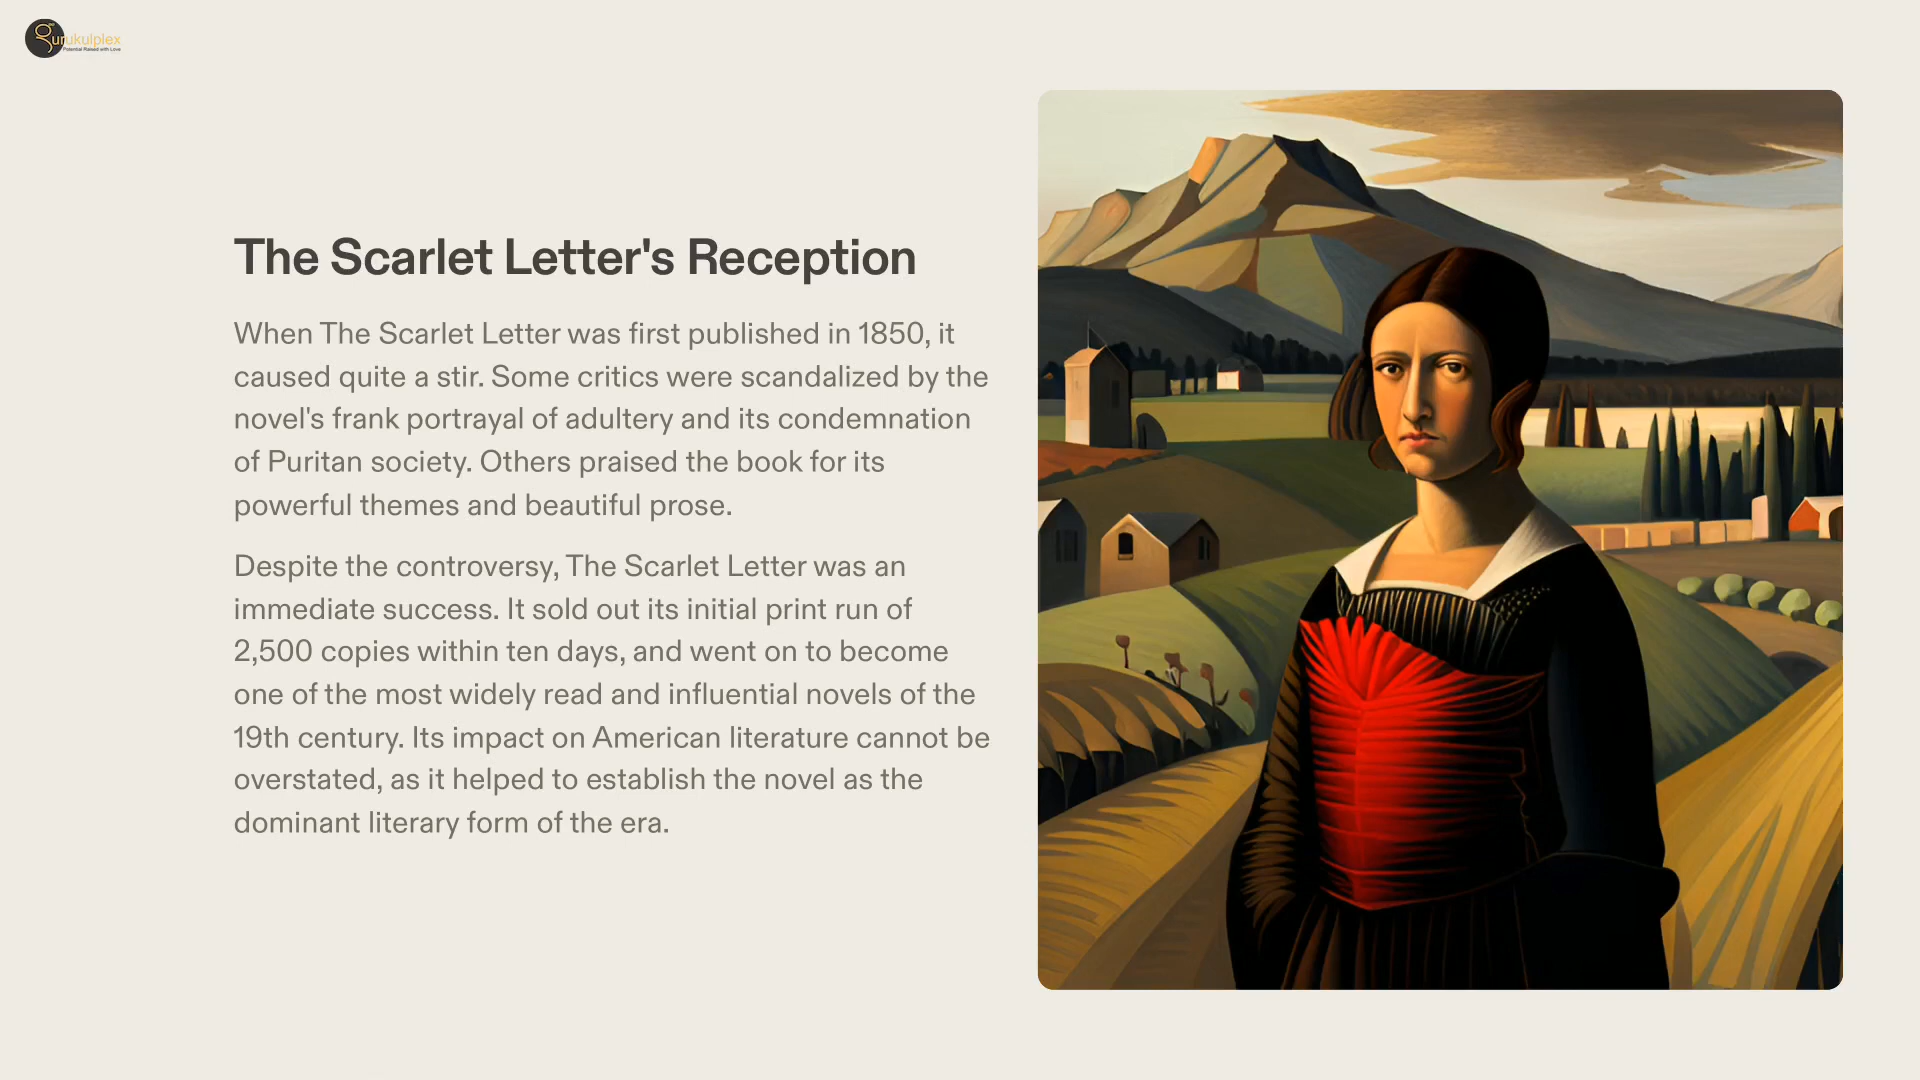 gurukulplex
Potential Raised with Love
The Scarlet Letter's Reception
When The Scarlet Letter was first published in 1850, it
caused quite a stir. Some critics were scandalized by the
novel's frank portrayal of adultery and its condemnation
of Puritan society. Others praised the book for its
powerful themes and beautiful prose.
Despite the controversy, The Scarlet Letter was an
immediate success. It sold out its initial print run of
2,500 copies within ten days, and went on to become
one of the most widely read and influential novels of the
19th century. Its impact on American literature cannot be
overstated, as it helped to establish the novel as the
dominant literary form of the era.